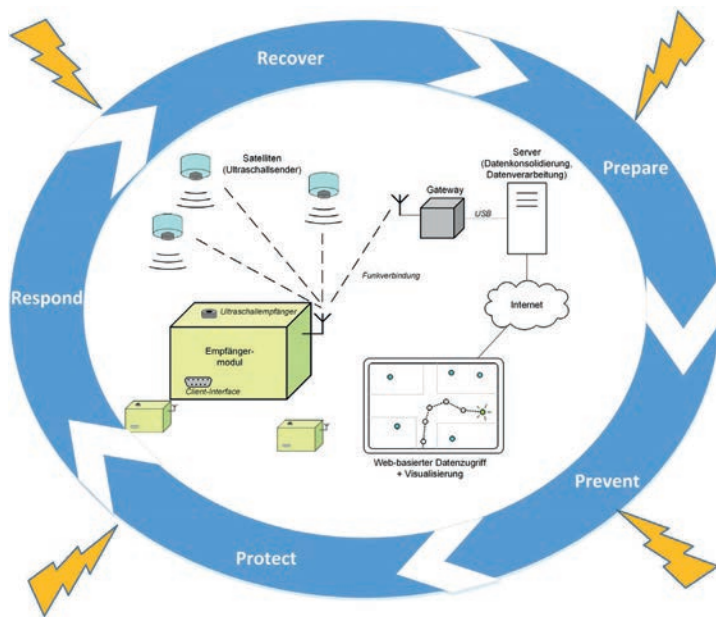 Recover
Prepare
Prevent
Protect
Respond
Satelliten
(Ultraschallsender)
Gateway
USB
Server
(Datenkonsolidierung,
Datenverarbeitung)
Funkverbindung
Internet
Ultraschallempfänger
Empfänger-
modul
Client-Interface
Web-basierter Datenzugriff
+ Visualisierung